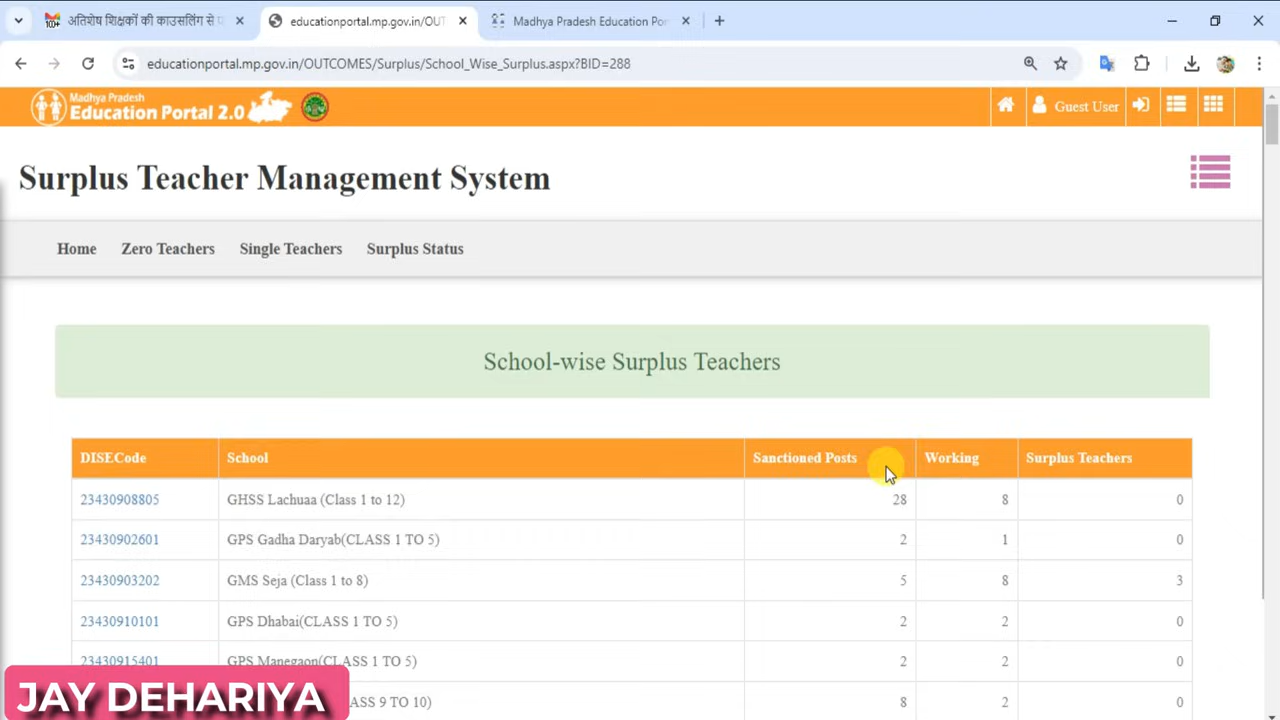 अतिशेष शिक्षकों की काउंसलिंग से प
educationportal.mp.gov.in/OUT
Madhya Pradesh Education Por
educationportal.mp.gov.in/OUTCOMES/Surplus/School_Wise_Surplus.aspx?BID=288
Madhya Pradesh
Education Portal 2.0
Guest User
Surplus Teacher Management System
Home Zero Teachers Single Teachers Surplus Status
School-wise Surplus Teachers
DISECode School Sanctioned Posts Working Surplus Teachers
23430908805 GHSS Lachuaa (Class 1 to 12) 28 8 0
23430902601 GPS Gadha Daryab(CLASS 1 TO 5) 2 1 0
23430903202 GMS Seja (Class 1 to 8) 5 8 3
23430910101 GPS Dhabai(CLASS 1 TO 5) 2 2 0
23430915401 GPS Manegaon(CLASS 1 TO 5) 2 2 0
ASS 9 TO 10) 8 2 0
JAY DEHARIYA